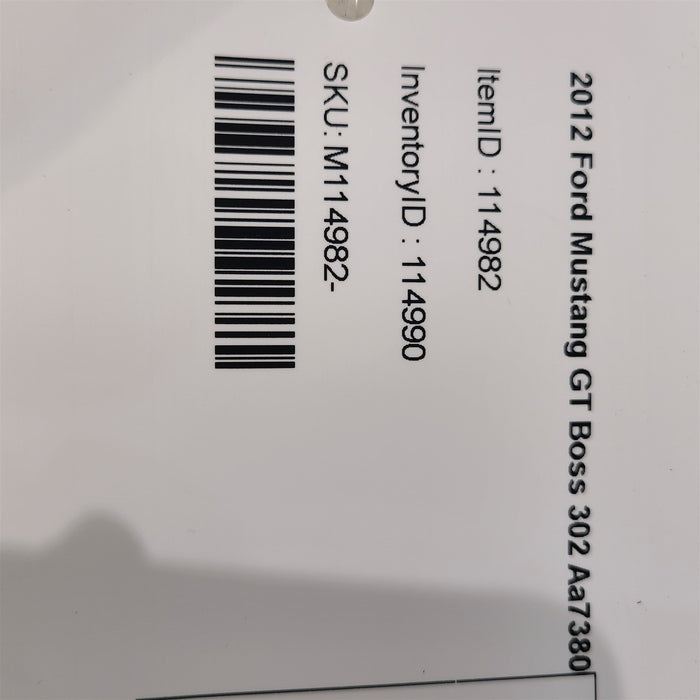 2012 Ford Mustang GT Boss 302 Aa7380
ItemID : 114982
InventoryID : 114990
SKU: M114982-